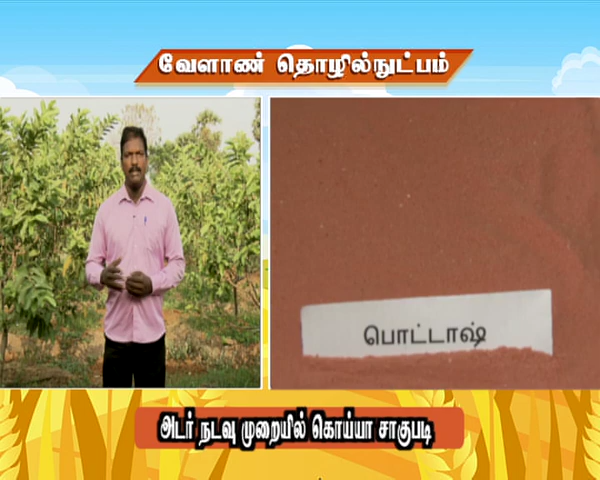 வேளாண் தொழில்நுட்பம்
பொட்டாஷ்
அடர் நடவு முறையில் கொய்யா சாகுபடி